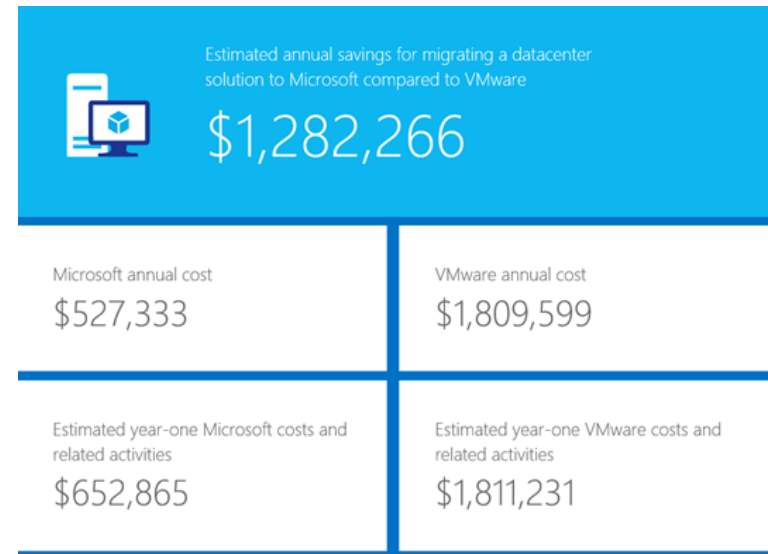 Estimated annual savings for migrating a datacenter
solution to Microsoft compared to VMware
$1,282,266
Microsoft annual cost
$527,333
VMware annual cost
$1,809,599
Estimated year-one Microsoft costs and
related activities
$652,865
Estimated year-one VMware costs and
related activities
$1,811,231